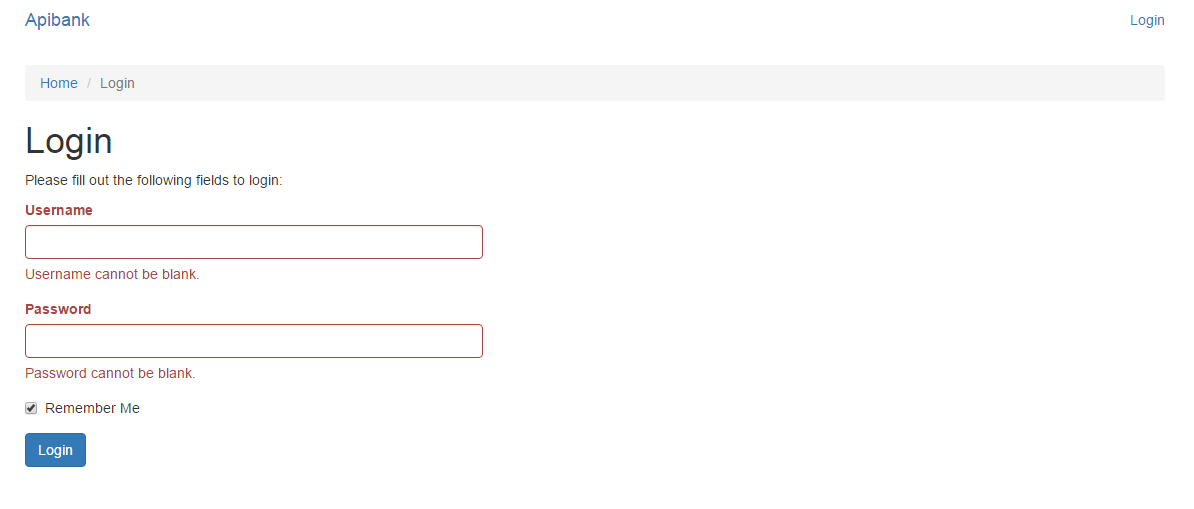 Apibank Login
Home / Login
Login
Please fill out the following fields to login:
Username
Username cannot be blank.
Password
Password cannot be blank.
Remember Me
Login